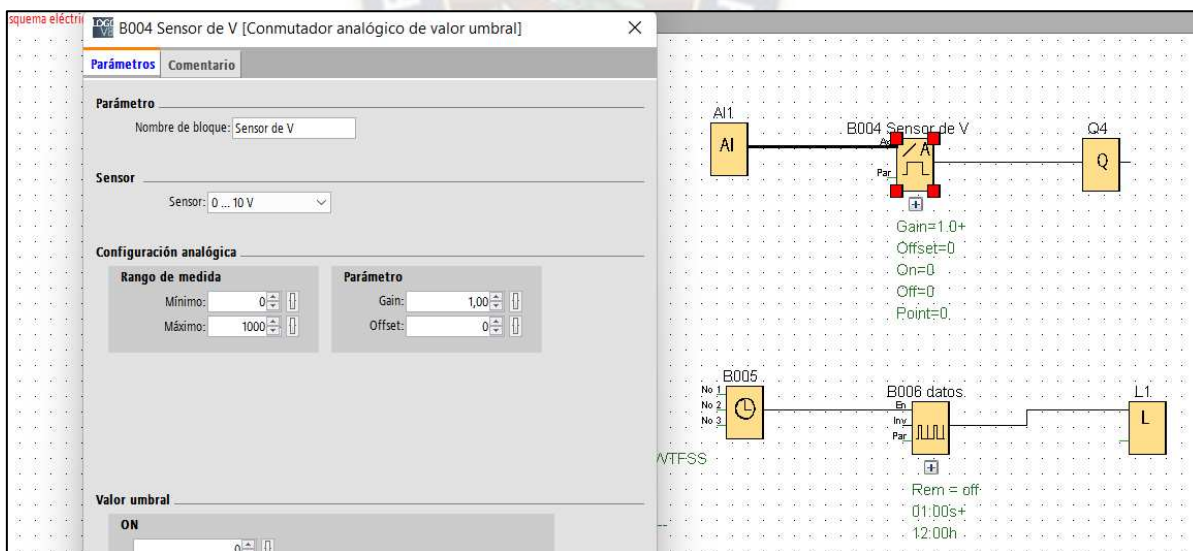 squema eléctri
B004 Sensor de V [Conmutador analógico de valor umbral]
Parámetros Comentario
Parámetro
Nombre de bloque: Sensor de V
Sensor
Sensor: 0 ... 10 V
Configuración analógica
Rango de medida
Mínimo: 0
Máximo: 1000
Parámetro
Gain: 1,00
Offset: 0
Valor umbral
ON
0
AI1
AI
B004 Sensor de V
A
Par
Gain=1.0+
Offset=0
On=0
Off=0
Point=0
Q4
Q
B005
No 1
No 2
No 3
WTFSS
B006 datos
En
Inv
Par
Rem = off
01:00s+
12:00h
L1
L